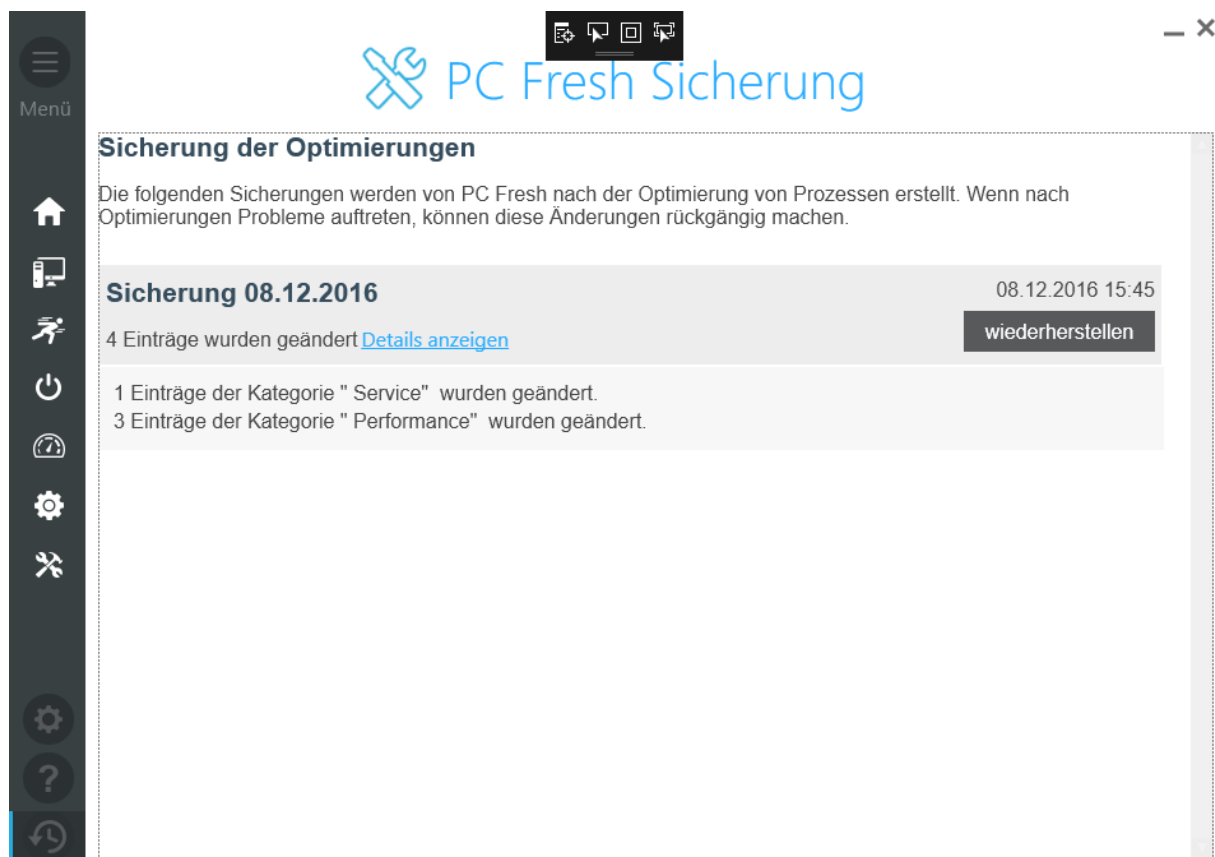 PC Fresh Sicherung
Menü
Sicherung der Optimierungen
Die folgenden Sicherungen werden von PC Fresh nach der Optimierung von Prozessen erstellt. Wenn nach
Optimierungen Probleme auftreten, können diese Änderungen rückgängig machen.
Sicherung 08.12.2016
08.12.2016 15:45
4 Einträge wurden geändert Details anzeigen
wiederherstellen
1 Einträge der Kategorie " Service"  wurden geändert.
3 Einträge der Kategorie " Performance"  wurden geändert.